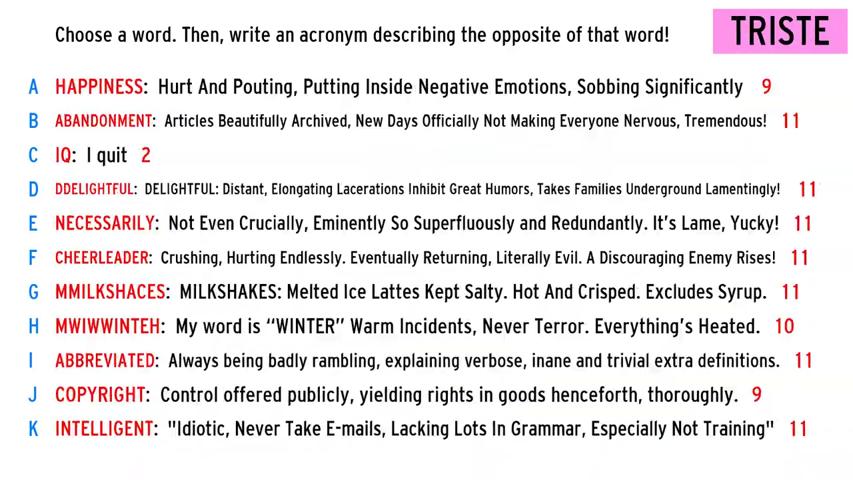 Choose a word. Then, write an acronym describing the opposite of that word!
TRISTE
A HAPPINESS: Hurt And Pouting, Putting Inside Negative Emotions, Sobbing Significantly 9
B ABANDONMENT: Articles Beautifully Archived, New Days Officially Not Making Everyone Nervous, Tremendous! 11
C IQ: I quit 2
D DDELIGHTFUL: DELIGHTFUL: Distant, Elongating Lacerations Inhibit Great Humors, Takes Families Underground Lamentingly! 11
E NECESSARILY: Not Even Crucially, Eminently So Superfluously and Redundantly. It's Lame, Yucky! 11
F CHEERLEADER: Crushing, Hurting Endlessly. Eventually Returning, Literally Evil. A Discouraging Enemy Rises! 11
G MMILKSHACES: MILKSHAKES: Melted Ice Lattes Kept Salty. Hot And Crisped. Excludes Syrup. 11
H MWIWWINTEH: My word is “WINTER” Warm Incidents, Never Terror. Everything's Heated. 10
I ABBREVIATED: Always being badly rambling, explaining verbose, inane and trivial extra definitions. 11
J COPYRIGHT: Control offered publicly, yielding rights in goods henceforth, thoroughly. 9
K INTELLIGENT: "Idiotic, Never Take E-mails, Lacking Lots In Grammar, Especially Not Training" 11